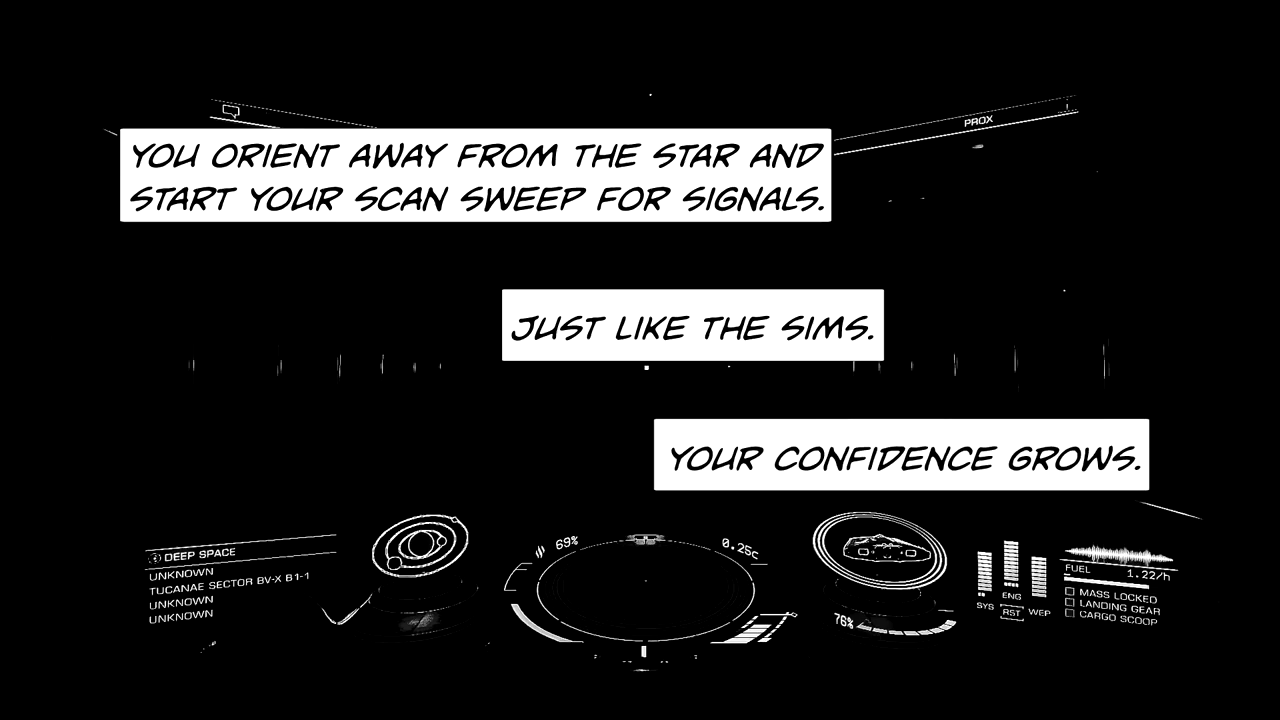 PROX
YOU ORIENT AWAY FROM THE STAR AND
START YOUR SCAN SWEEP FOR SIGNALS.
JUST LIKE THE SIMS.
YOUR CONFIDENCE GROWS.
DEEP SPACE
UNKNOWN
TUCANAE SECTOR BV-X B1-1
UNKNOWN
UNKNOWN
69%
0.25c
76%
SYS
ENG
RST
WEP
FUEL
1.22/h
MASS LOCKED
LANDING GEAR
CARGO SCOOP